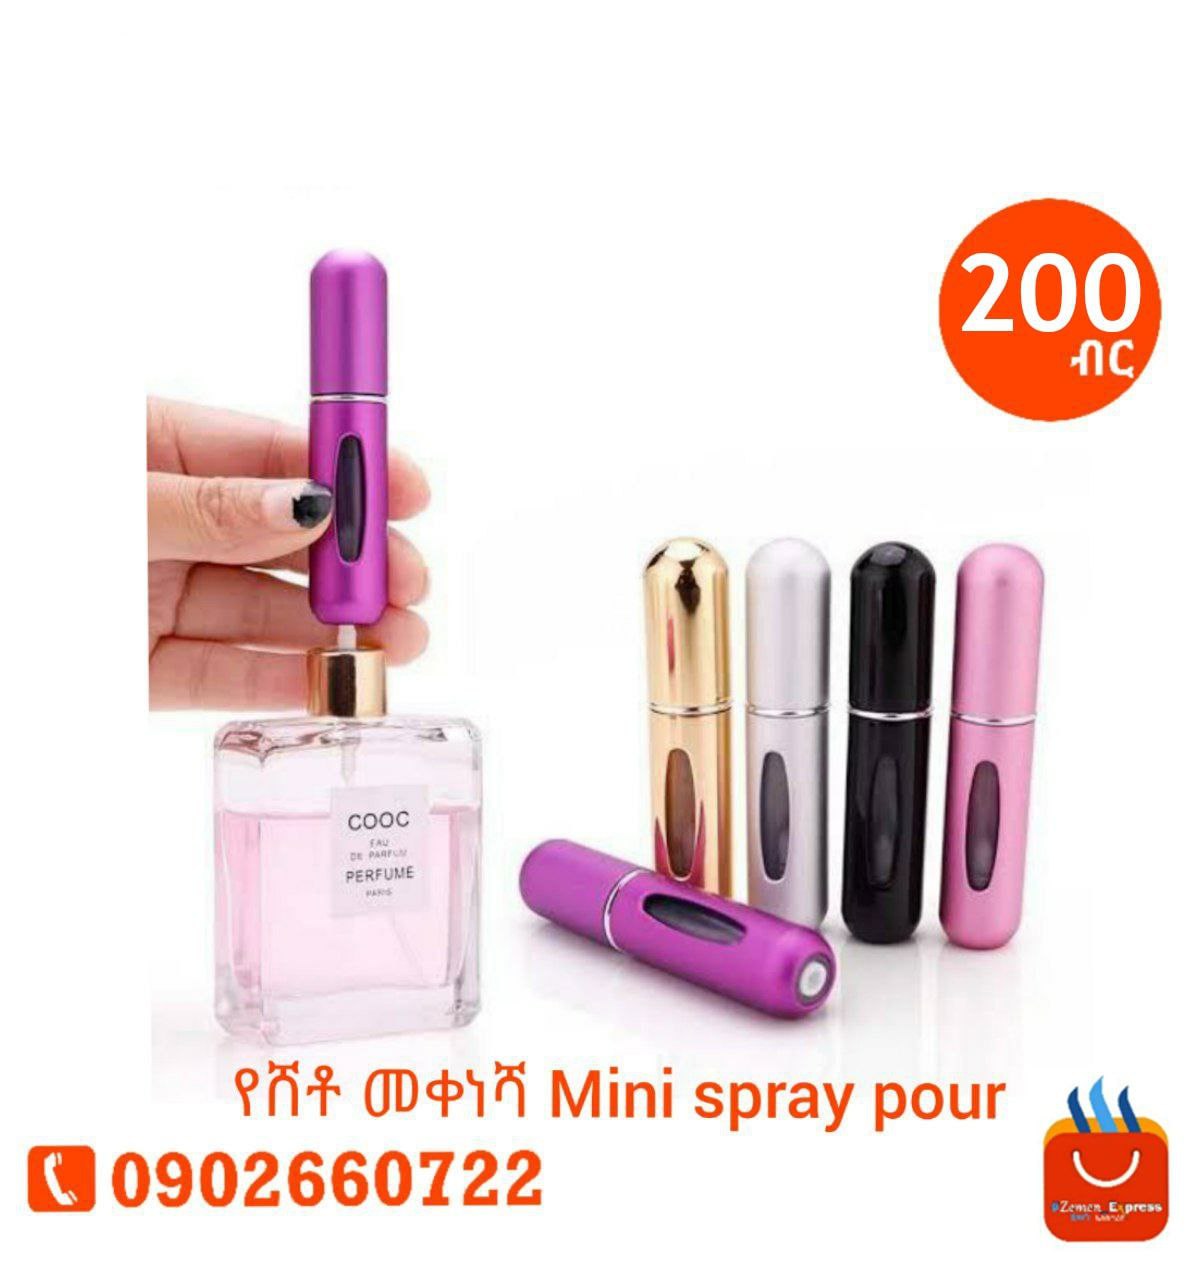 200
ብር
COOC
EAU
DE PARFUM
PERFUME
PARIS
የሽቶ መቀነሻ Mini spray pour
0902660722
Zemen Express